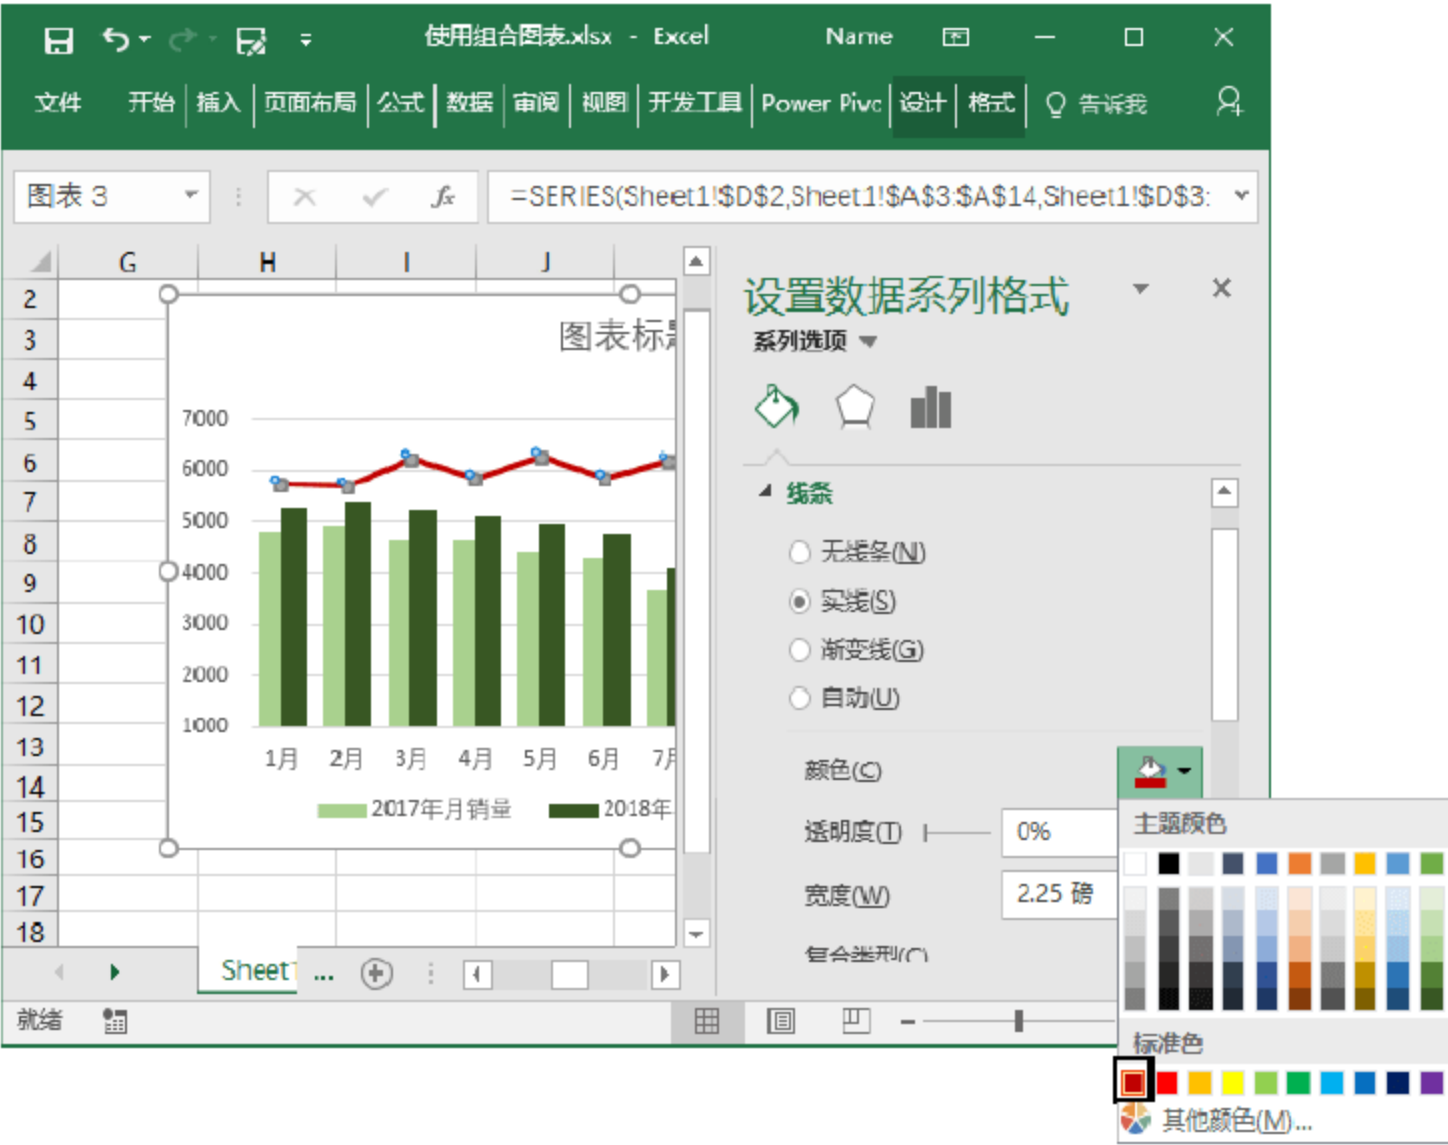 使用组合图表.xlsx - Excel Name
文件 开始 插入 页面布局 公式 数据 审阅 视图 开发工具 Power Pivc 设计 格式 告诉我
图表 3 fx =SERIES(Sheet1!$D$2,Sheet1!$A$3:$A$14,Sheet1!$D$3:
G H I J
2
3
4
5
6
7
8
9
10
11
12
13
14
15
16
17
18
图表标题
7000
6000
5000
4000
3000
2000
1000
1月 2月 3月 4月 5月 6月 7月
2017年月销量 2018年
设置数据系列格式
系列选项
线条
无线条(N)
实线(S)
渐变线(G)
自动(U)
颜色(C)
透明度(T) 0%
宽度(W) 2.25 磅
复合类型(C)
主题颜色
标准色
其他颜色(M)...
Sheet1 ...
就绪